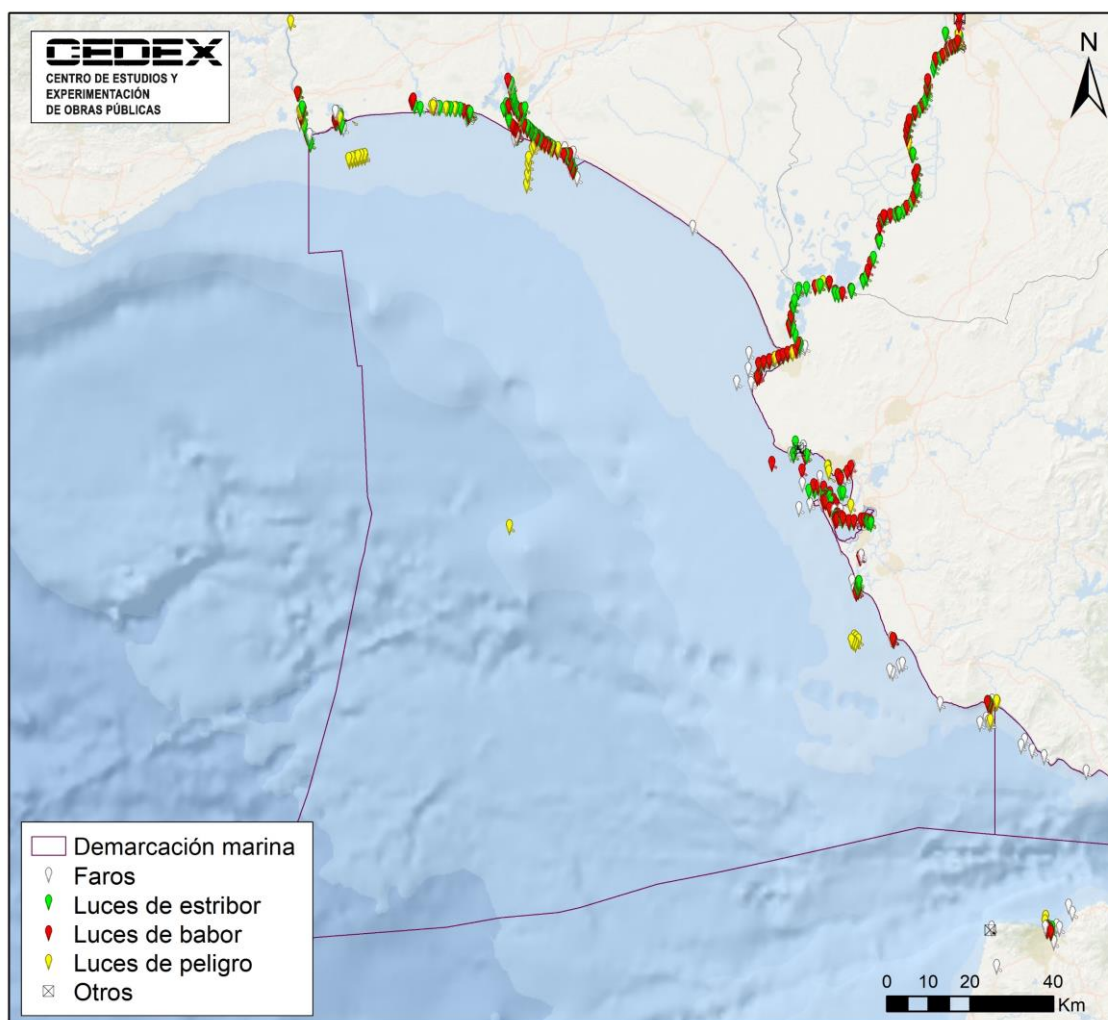 CEDEX
CENTRO DE ESTUDIOS Y
EXPERIMENTACIÓN
DE OBRAS PÚBLICAS
N
Demarcación marina
Faros
Luces de estribor
Luces de babor
Luces de peligro
Otros
0 10 20 40
Km